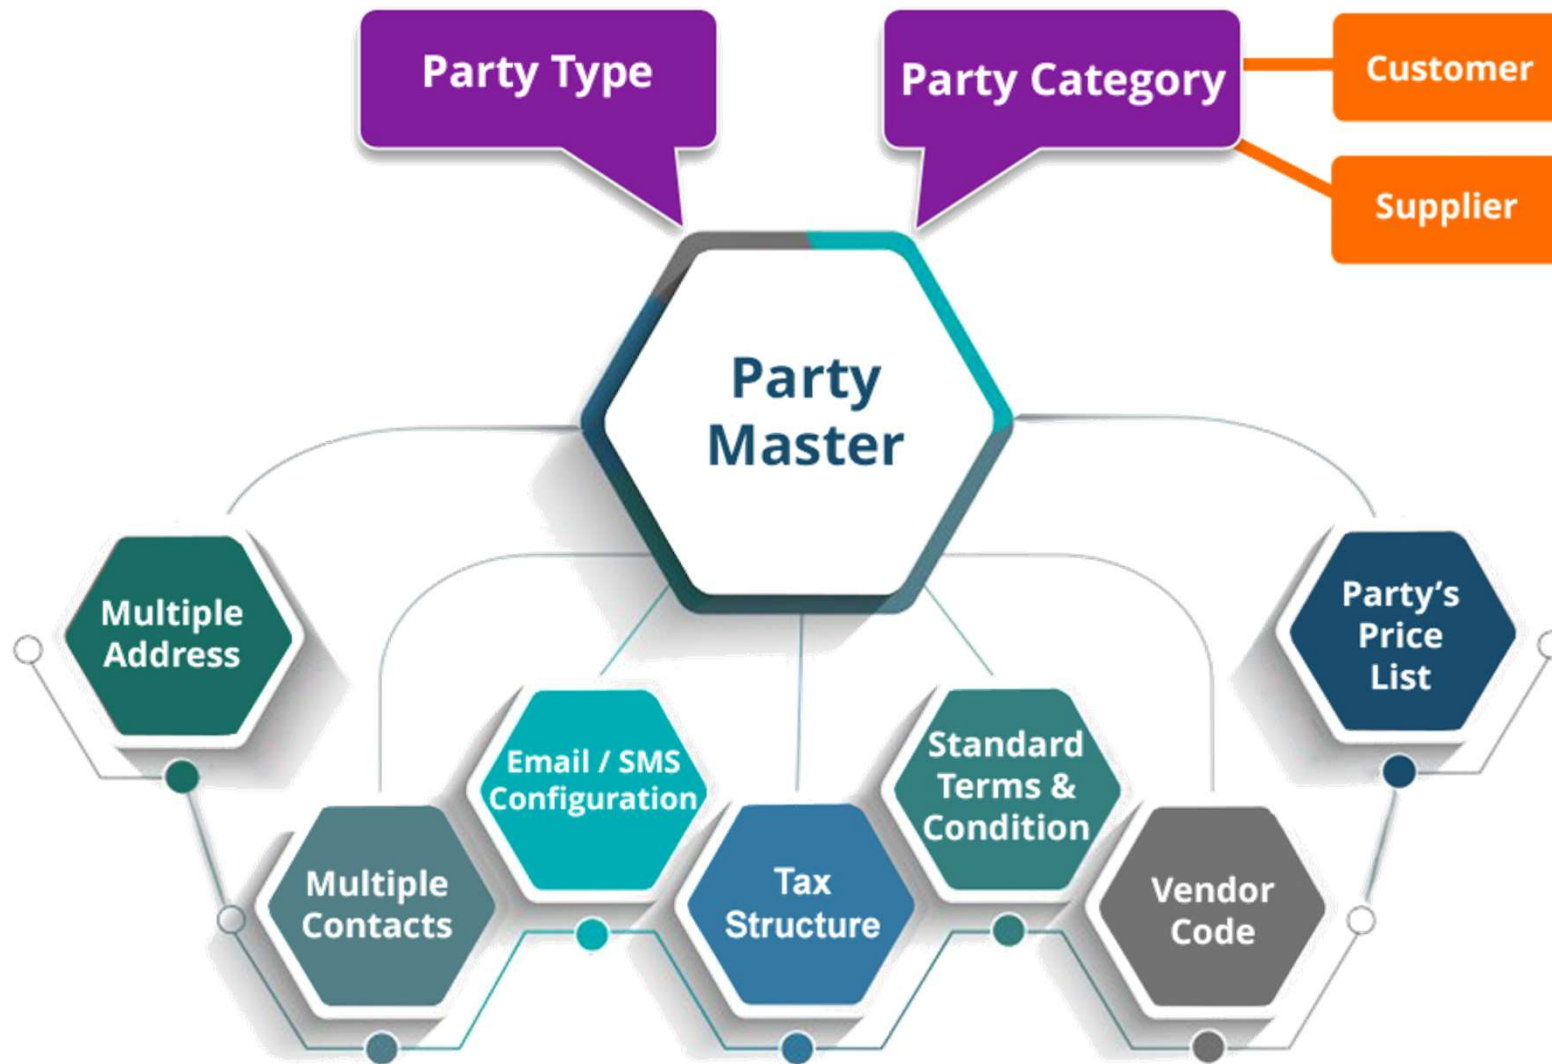 Party Type
Party Category
Customer
Supplier
Party
Master
Multiple
Address
Multiple
Contacts
Email / SMS
Configuration
Tax
Structure
Standard
Terms &
Condition
Vendor
Code
Party’s
Price
List